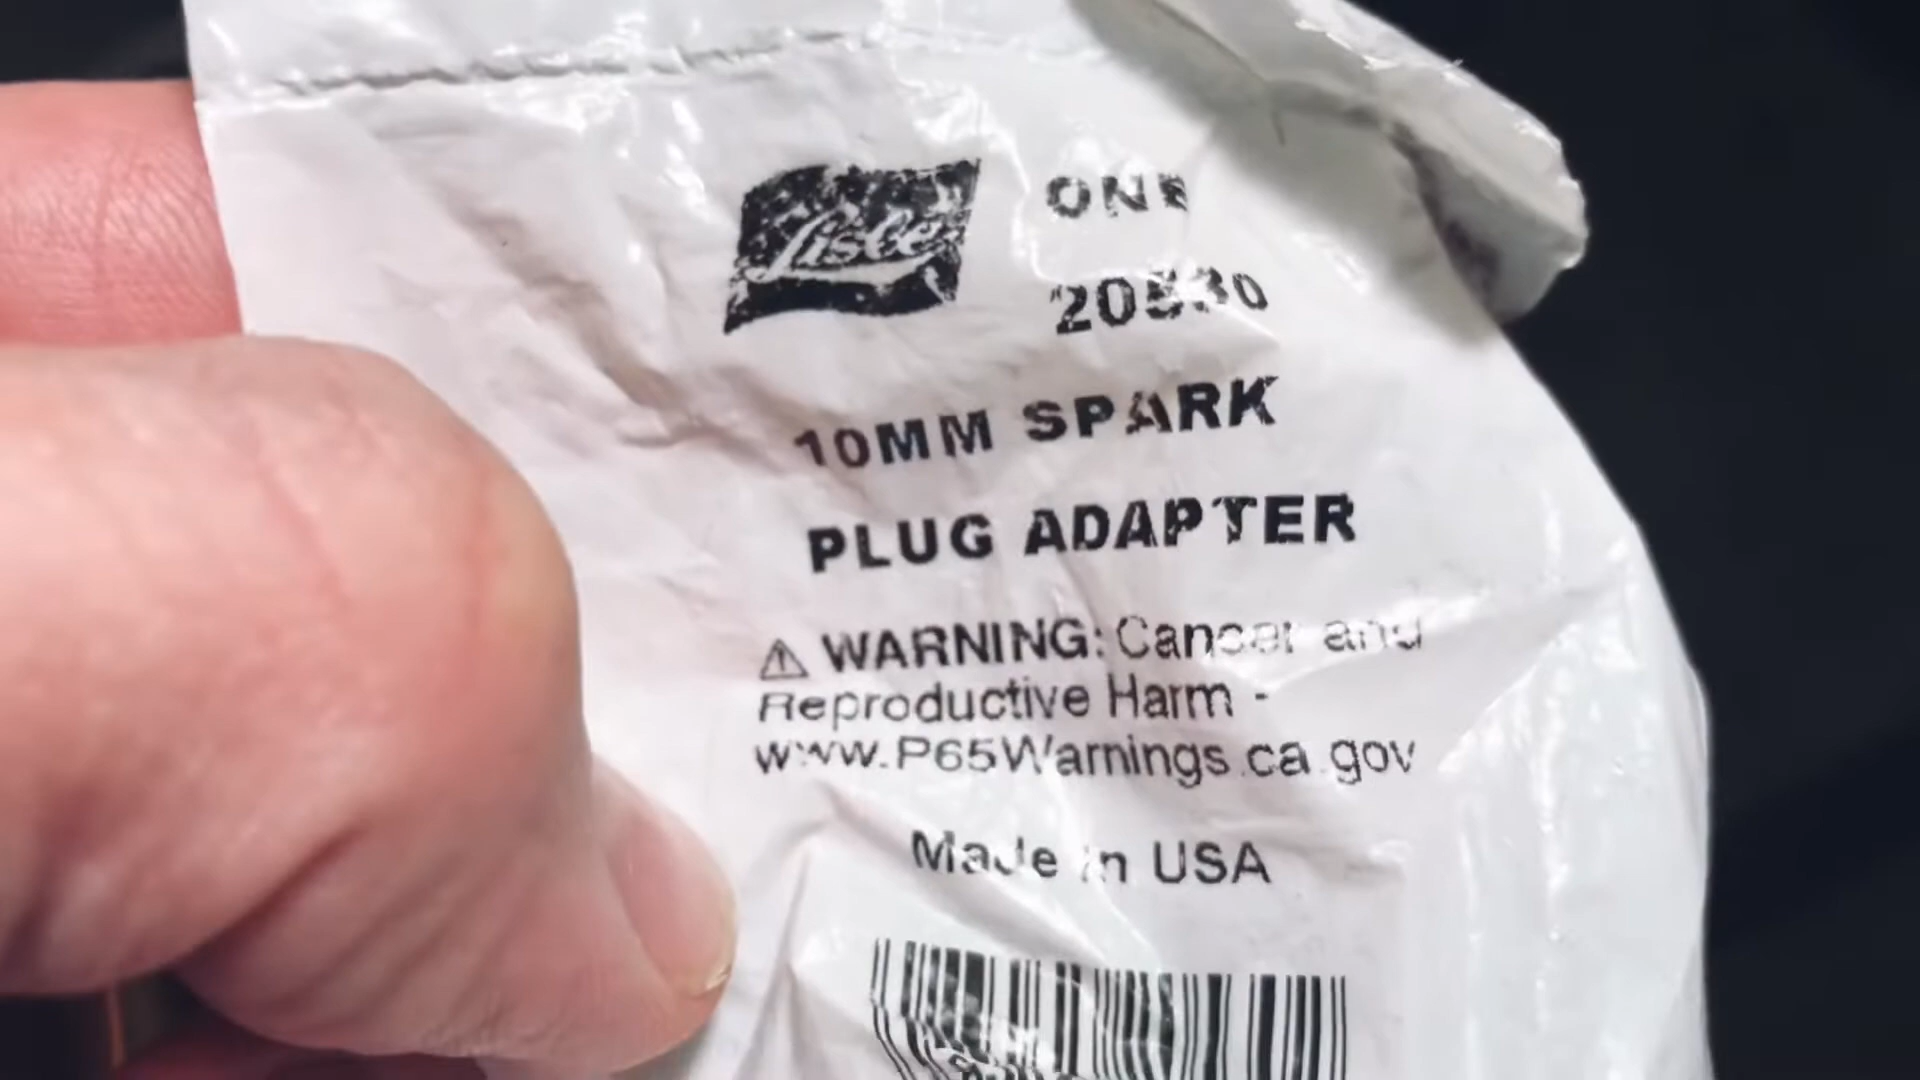 Lisle
ONE
20530
10MM SPARK
PLUG ADAPTER
WARNING: Cancer and
Reproductive Harm -
www.P65Warnings.ca.gov
Made in USA